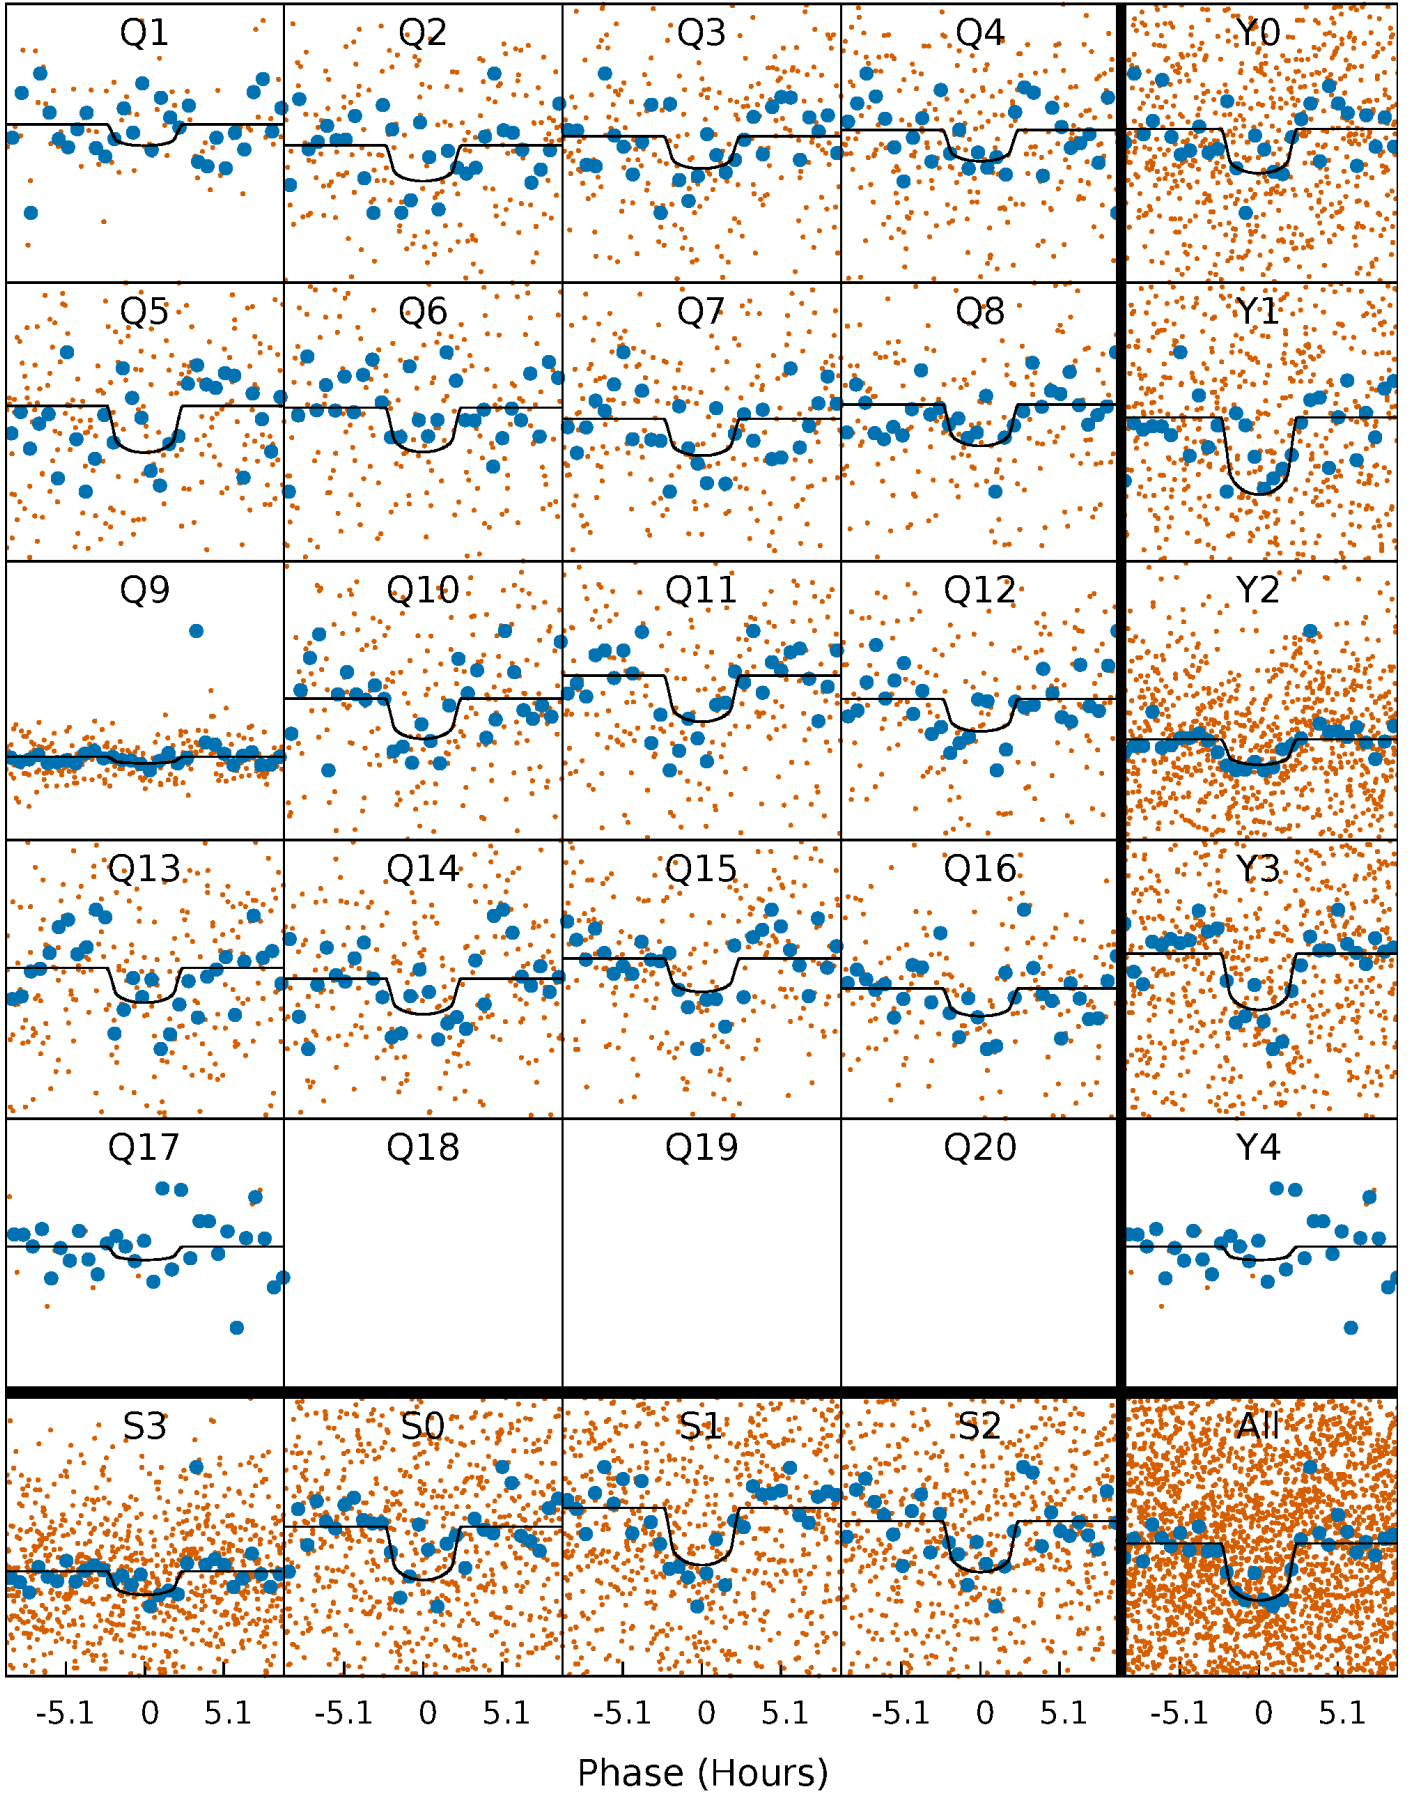 Q1 Q2 Q3 Q4 Y0
Q5 Q6 Q7 Q8 Y1
Q9 Q10 Q11 Q12 Y2
Q13 Q14 Q15 Q16 Y3
Q17 Q18 Q19 Q20 Y4
S3 S0 S1 S2 All
-5.1 0 5.1 -5.1 0 5.1 -5.1 0 5.1 -5.1 0 5.1 -5.1 0 5.1
Phase (Hours)